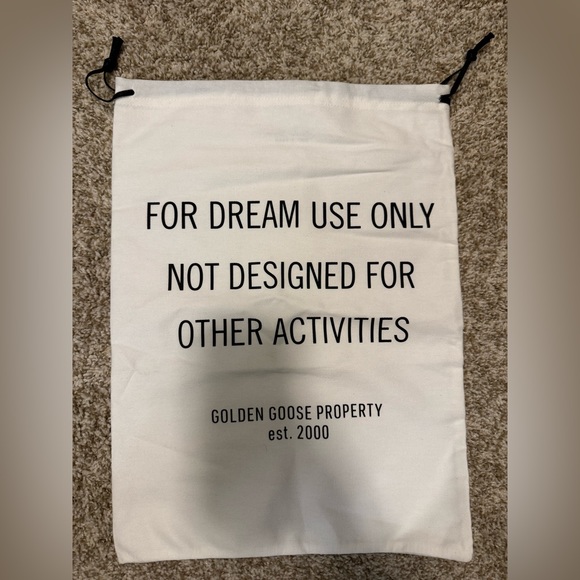 FOR DREAM USE ONLY
NOT DESIGNED FOR
OTHER ACTIVITIES
GOLDEN GOOSE PROPERTY
est. 2000